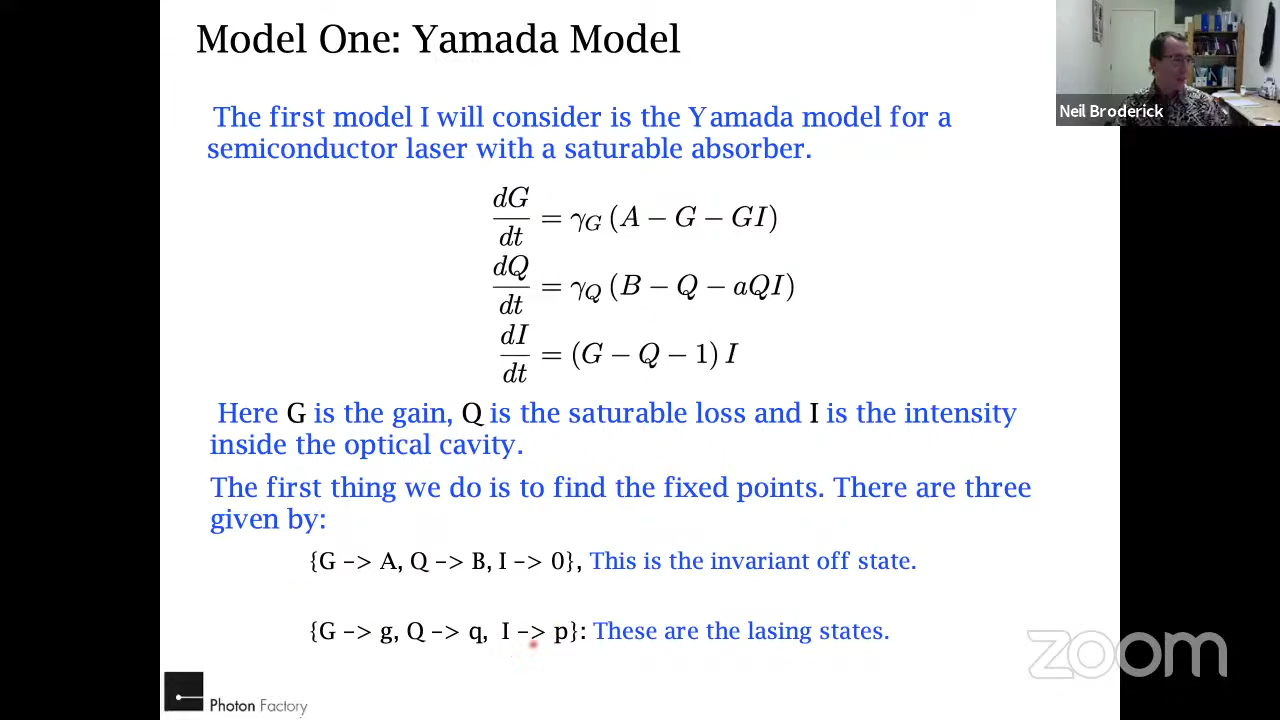 Model One: Yamada Model
Neil Broderick
The first model I will consider is the Yamada model for a
semiconductor laser with a saturable absorber.
dG/dt = γ_G (A − G − GI)
dQ/dt = γ_Q (B − Q − aQI)
dI/dt = (G − Q − 1) I
Here G is the gain, Q is the saturable loss and I is the intensity
inside the optical cavity.
The first thing we do is to find the fixed points. There are three
given by:
{G -> A, Q -> B, I -> 0}, This is the invariant off state.
{G -> g, Q -> q, I -> p}: These are the lasing states.
zoom
Photon Factory